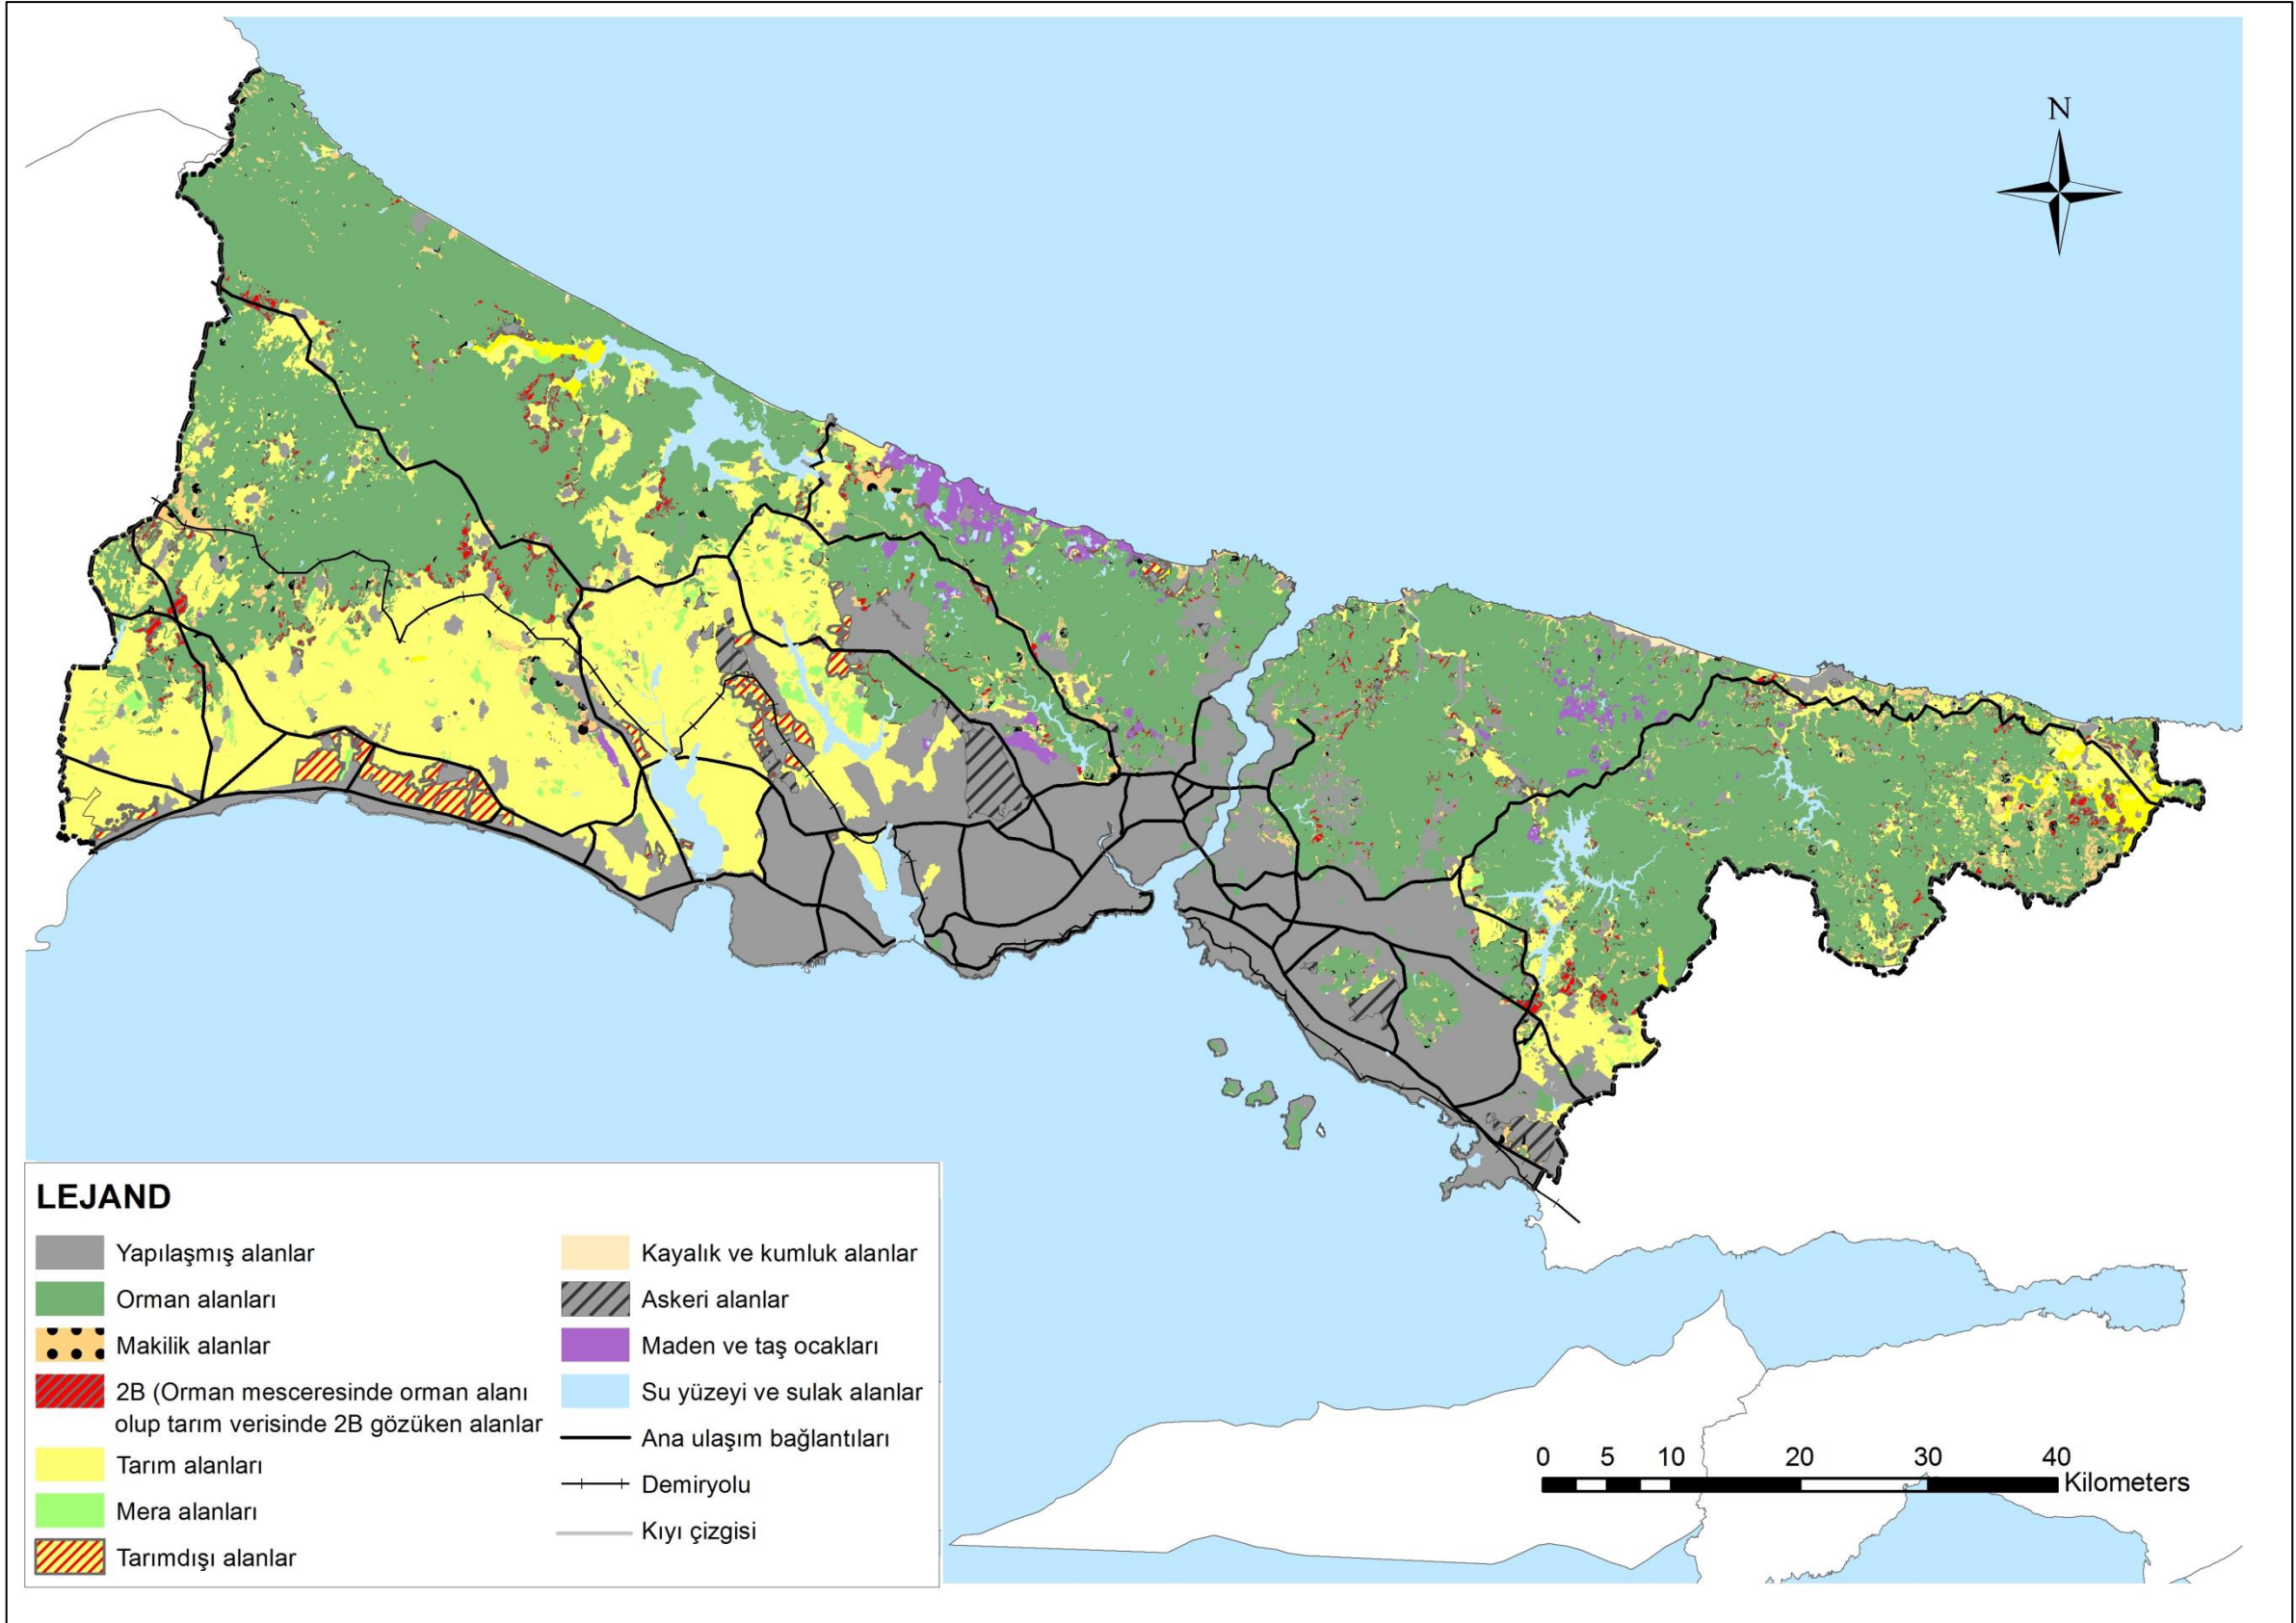 N
LEJAND
Yapılaşmış alanlar
Orman alanları
Makilik alanlar
2B (Orman mesceresinde orman alanı
olup tarım verisinde 2B gözüken alanlar
Tarım alanları
Mera alanları
Tarımdışı alanlar
Kayalık ve kumluk alanlar
Askeri alanlar
Maden ve taş ocakları
Su yüzeyi ve sulak alanlar
Ana ulaşım bağlantıları
Demiryolu
Kıyı çizgisi
0 5 10 20 30 40
Kilometers